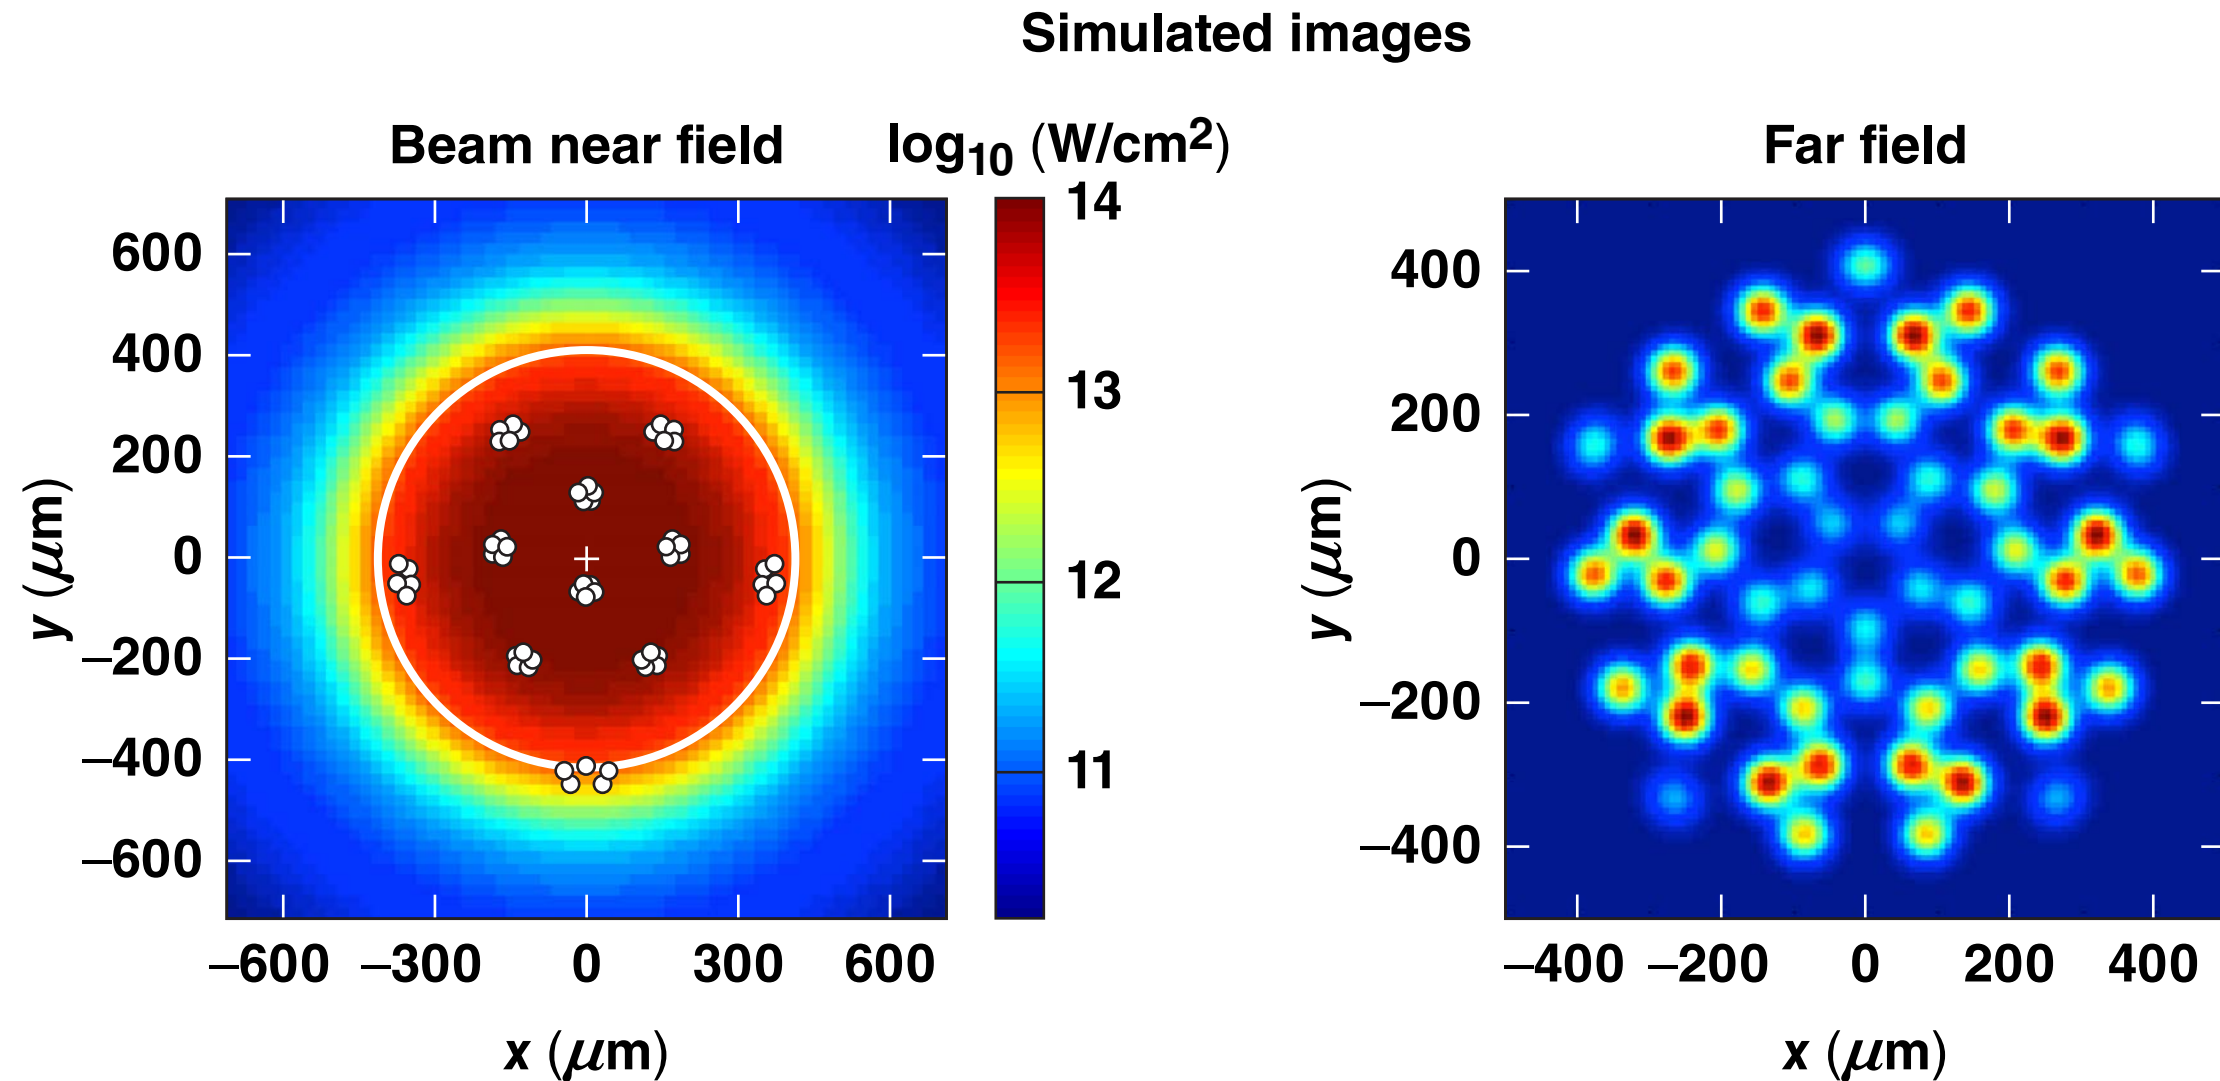 Simulated images
Beam near field
log10 (W/cm2)
Far field
600
400
200
0
–200
–400
–600
y (μm)
–600 –300 0 300 600
x (μm)
14
13
12
11
400
200
0
–200
–400
y (μm)
–400 –200 0 200 400
x (μm)